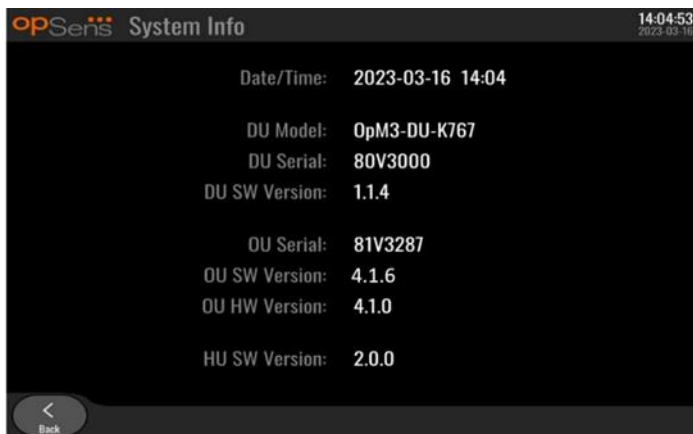 opSens System Info 14:04:53
2023-03-16
Date/Time: 2023-03-16 14:04
DU Model: OpM3-DU-K767
DU Serial: 80V3000
DU SW Version: 1.1.4
OU Serial: 81V3287
OU SW Version: 4.1.6
OU HW Version: 4.1.0
HU SW Version: 2.0.0
Back